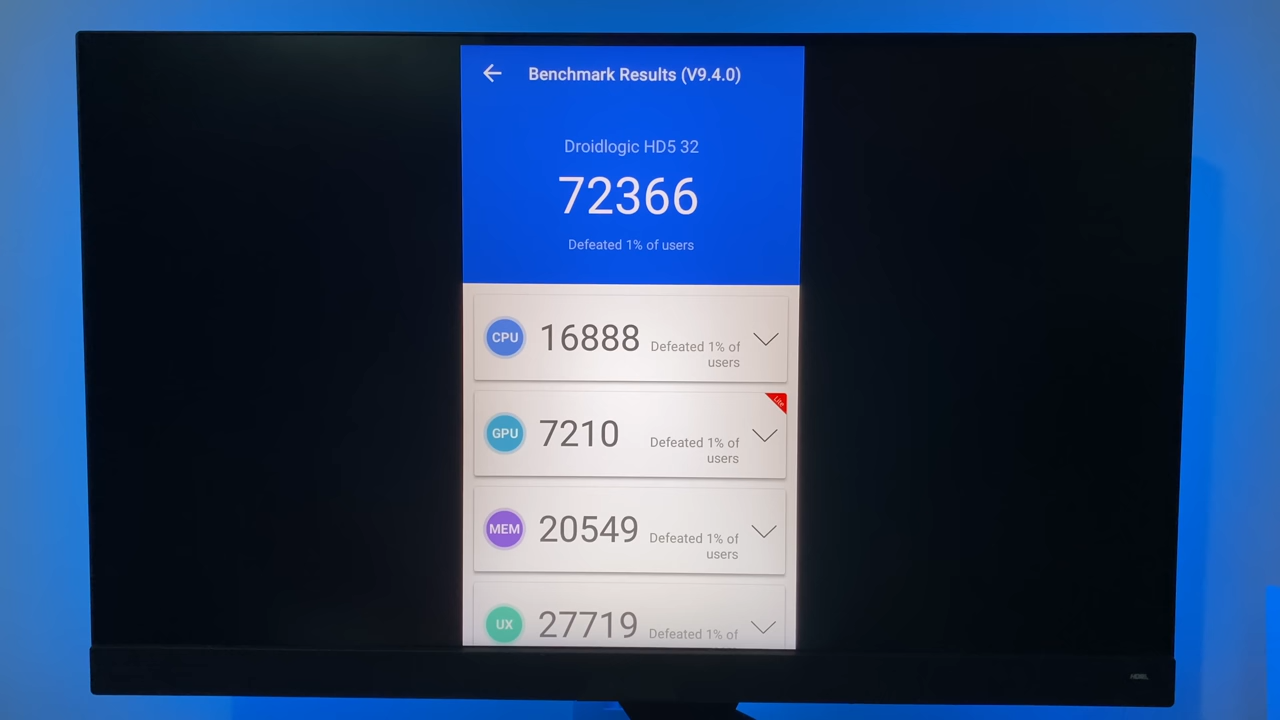 Benchmark Results (V9.4.0)
Droidlogic HD5 32
72366
Defeated 1% of users
CPU
16888
Defeated 1% of
users
Lite
GPU
7210
Defeated 1% of
users
MEM
20549
Defeated 1% of
users
UX
27719
Defeated 1% of